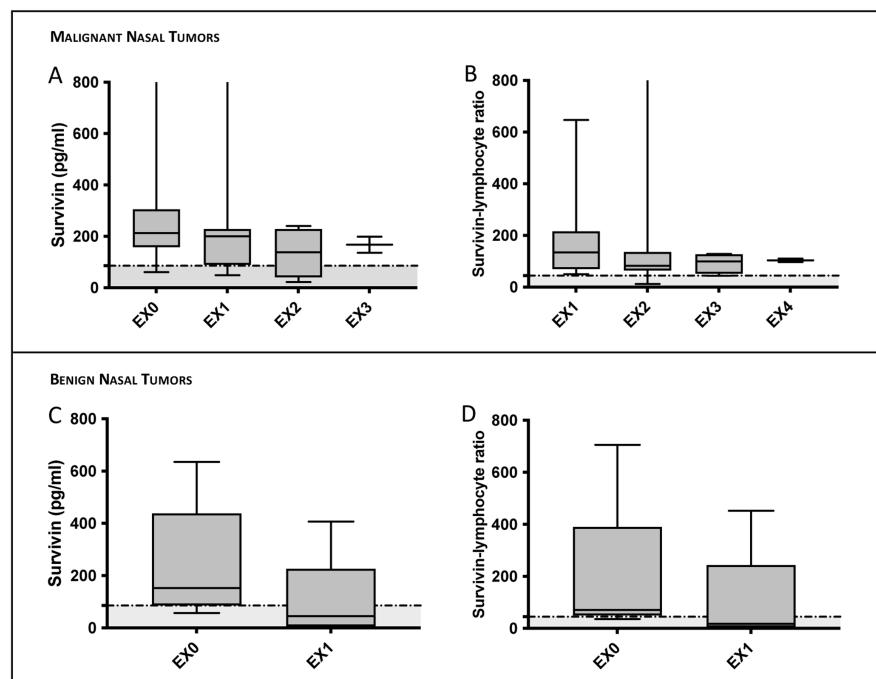 MALIGNANT NASAL TUMORS
A
Survivin (pg/ml)
800
600
400
200
0
EX0
EX1
EX2
EX3
B
Survivin-lymphocyte ratio
800
600
400
200
0
EX1
EX2
EX3
EX4
BENIGN NASAL TUMORS
C
Survivin (pg/ml)
800
600
400
200
0
EX0
EX1
D
Survivin-lymphocyte ratio
800
600
400
200
0
EX0
EX1